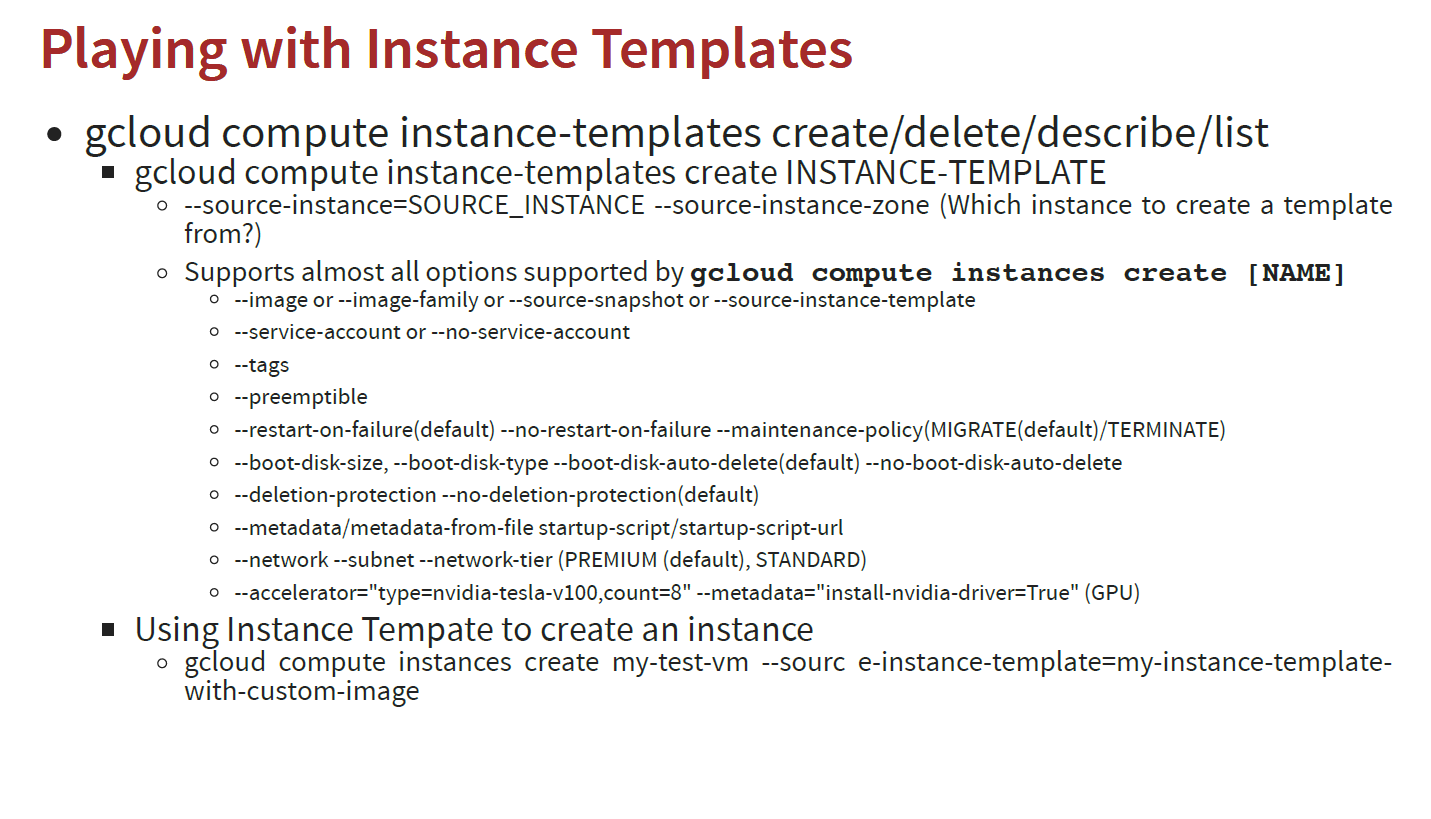 Playing with Instance Templates
gcloud compute instance-templates create/delete/describe/list
gcloud compute instance-templates create INSTANCE-TEMPLATE
--source-instance=SOURCE_INSTANCE --source-instance-zone (Which instance to create a template
from?)
Supports almost all options supported by gcloud compute instances create [NAME]
--image or --image-family or --source-snapshot or --source-instance-template
--service-account or --no-service-account
--tags
--preemptible
--restart-on-failure(default) --no-restart-on-failure --maintenance-policy(MIGRATE(default)/TERMINATE)
--boot-disk-size, --boot-disk-type --boot-disk-auto-delete(default) --no-boot-disk-auto-delete
--deletion-protection --no-deletion-protection(default)
--metadata/metadata-from-file startup-script/startup-script-url
--network --subnet --network-tier (PREMIUM (default), STANDARD)
--accelerator="type=nvidia-tesla-v100,count=8" --metadata="install-nvidia-driver=True" (GPU)
Using Instance Tempate to create an instance
gcloud compute instances create my-test-vm --sourc e-instance-template=my-instance-template-
with-custom-image